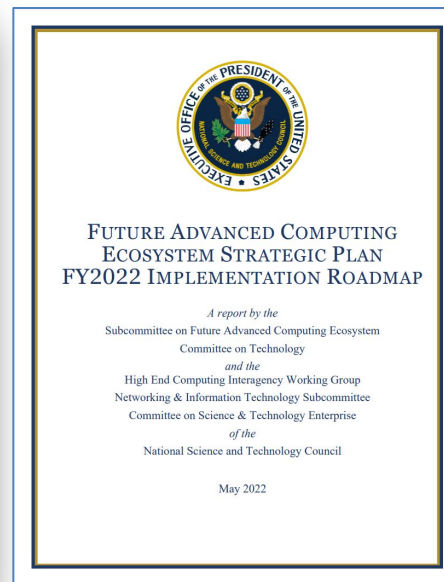 EXECUTIVE OFFICE OF THE PRESIDENT OF THE UNITED STATES
NATIONAL SCIENCE AND TECHNOLOGY COUNCIL
FUTURE ADVANCED COMPUTING
ECOSYSTEM STRATEGIC PLAN
FY2022 IMPLEMENTATION ROADMAP
A report by the
Subcommittee on Future Advanced Computing Ecosystem
Committee on Technology
and the
High End Computing Interagency Working Group
Networking & Information Technology Subcommittee
Committee on Science & Technology Enterprise
of the
National Science and Technology Council
May 2022